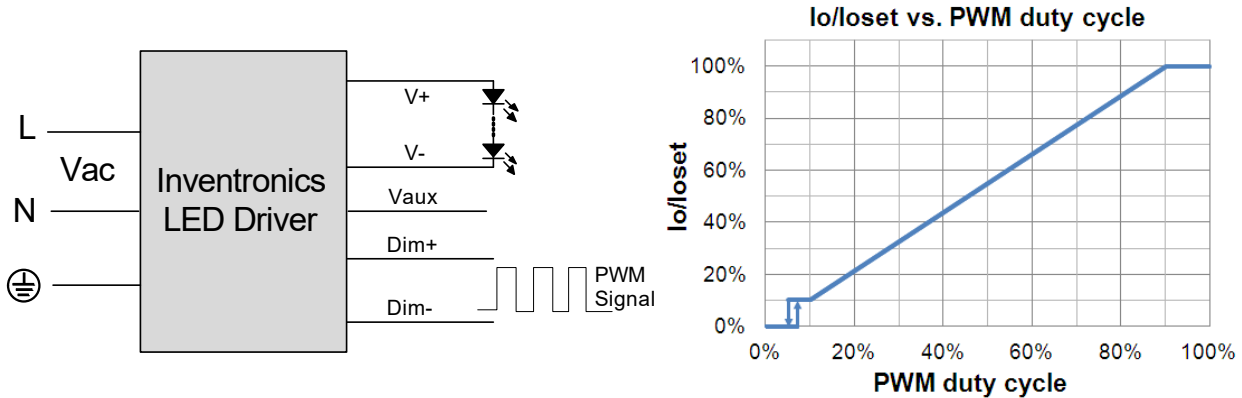 L
Vac
N
Inventronics
LED Driver
V+
V-
Vaux
Dim+
Dim-
PWM
Signal
Io/Ioset vs. PWM duty cycle
Io/Ioset
100%
80%
60%
40%
20%
0%
0% 20% 40% 60% 80% 100%
PWM duty cycle